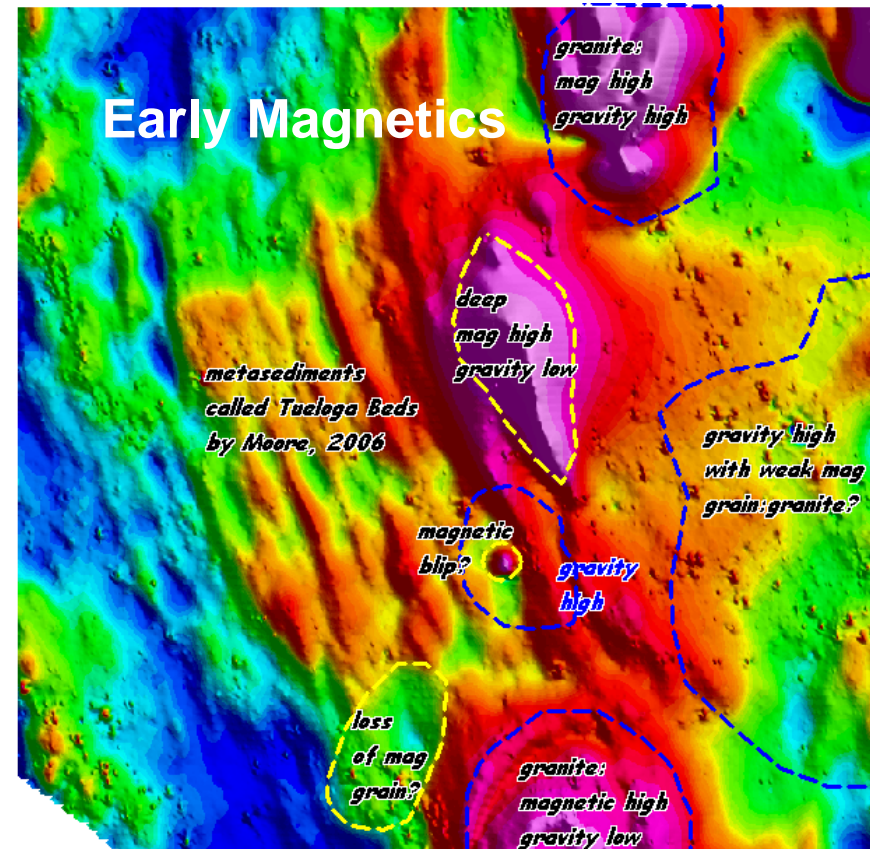 Early Magnetics
granite:
mag high
gravity high
deep
mag high
gravity low
metasediments
called Tueloga Beds
by Moore, 2006
gravity high
with weak mag
grain:granite?
magnetic
blip?
gravity
high
loss
of mag
grain?
granite:
magnetic high
gravity low